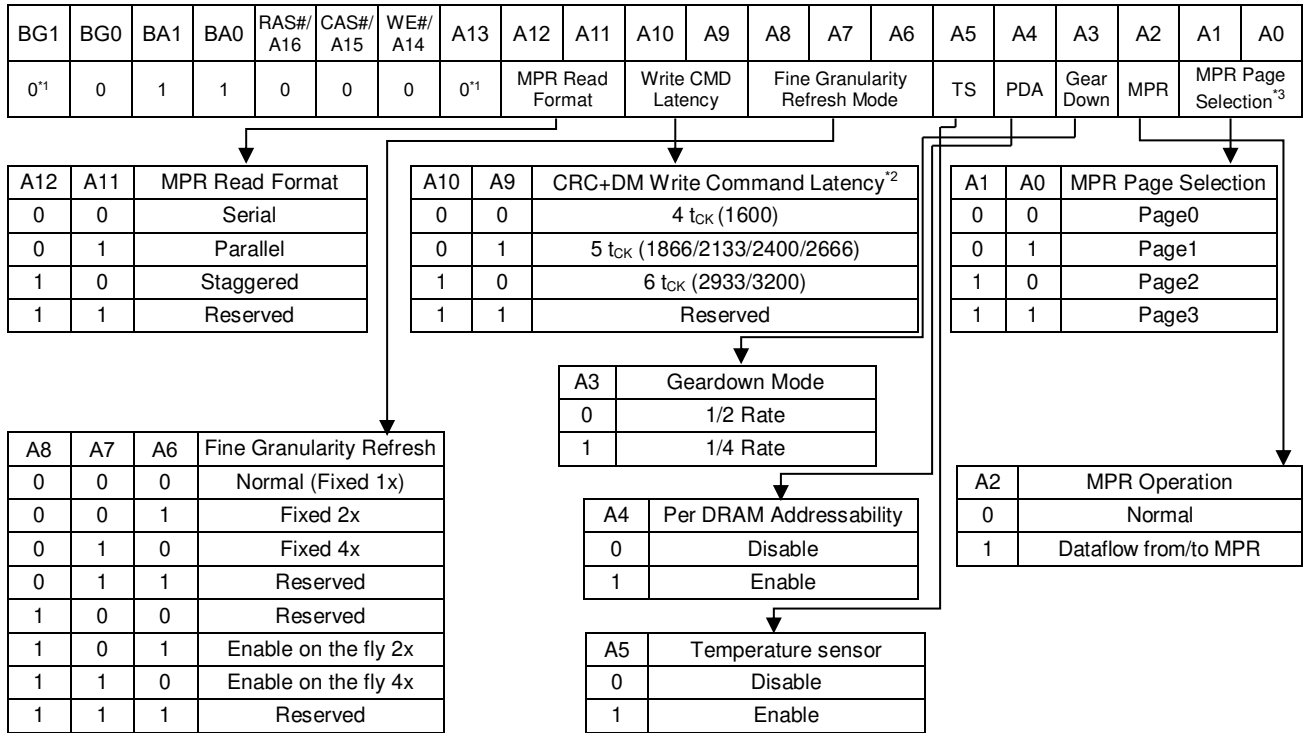 BG1 BG0 BA1 BA0 RAS#/ A16 CAS#/ A15 WE#/ A14 A13 A12 A11 A10 A9 A8 A7 A6 A5 A4 A3 A2 A1 A0
0*1 0 1 1 0 0 0 0*1 MPR Read Format Write CMD Latency Fine Granularity Refresh Mode TS PDA Gear Down MPR MPR Page Selection*3
A12 A11 MPR Read Format
0 0 Serial
0 1 Parallel
1 0 Staggered
1 1 Reserved
A10 A9 CRC+DM Write Command Latency*2
0 0 4 tCK (1600)
0 1 5 tCK (1866/2133/2400/2666)
1 0 6 tCK (2933/3200)
1 1 Reserved
A1 A0 MPR Page Selection
0 0 Page0
0 1 Page1
1 0 Page2
1 1 Page3
A3 Geardown Mode
0 1/2 Rate
1 1/4 Rate
A8 A7 A6 Fine Granularity Refresh
0 0 0 Normal (Fixed 1x)
0 0 1 Fixed 2x
0 1 0 Fixed 4x
0 1 1 Reserved
1 0 0 Reserved
1 0 1 Enable on the fly 2x
1 1 0 Enable on the fly 4x
1 1 1 Reserved
A4 Per DRAM Addressability
0 Disable
1 Enable
A2 MPR Operation
0 Normal
1 Dataflow from/to MPR
A5 Temperature sensor
0 Disable
1 Enable